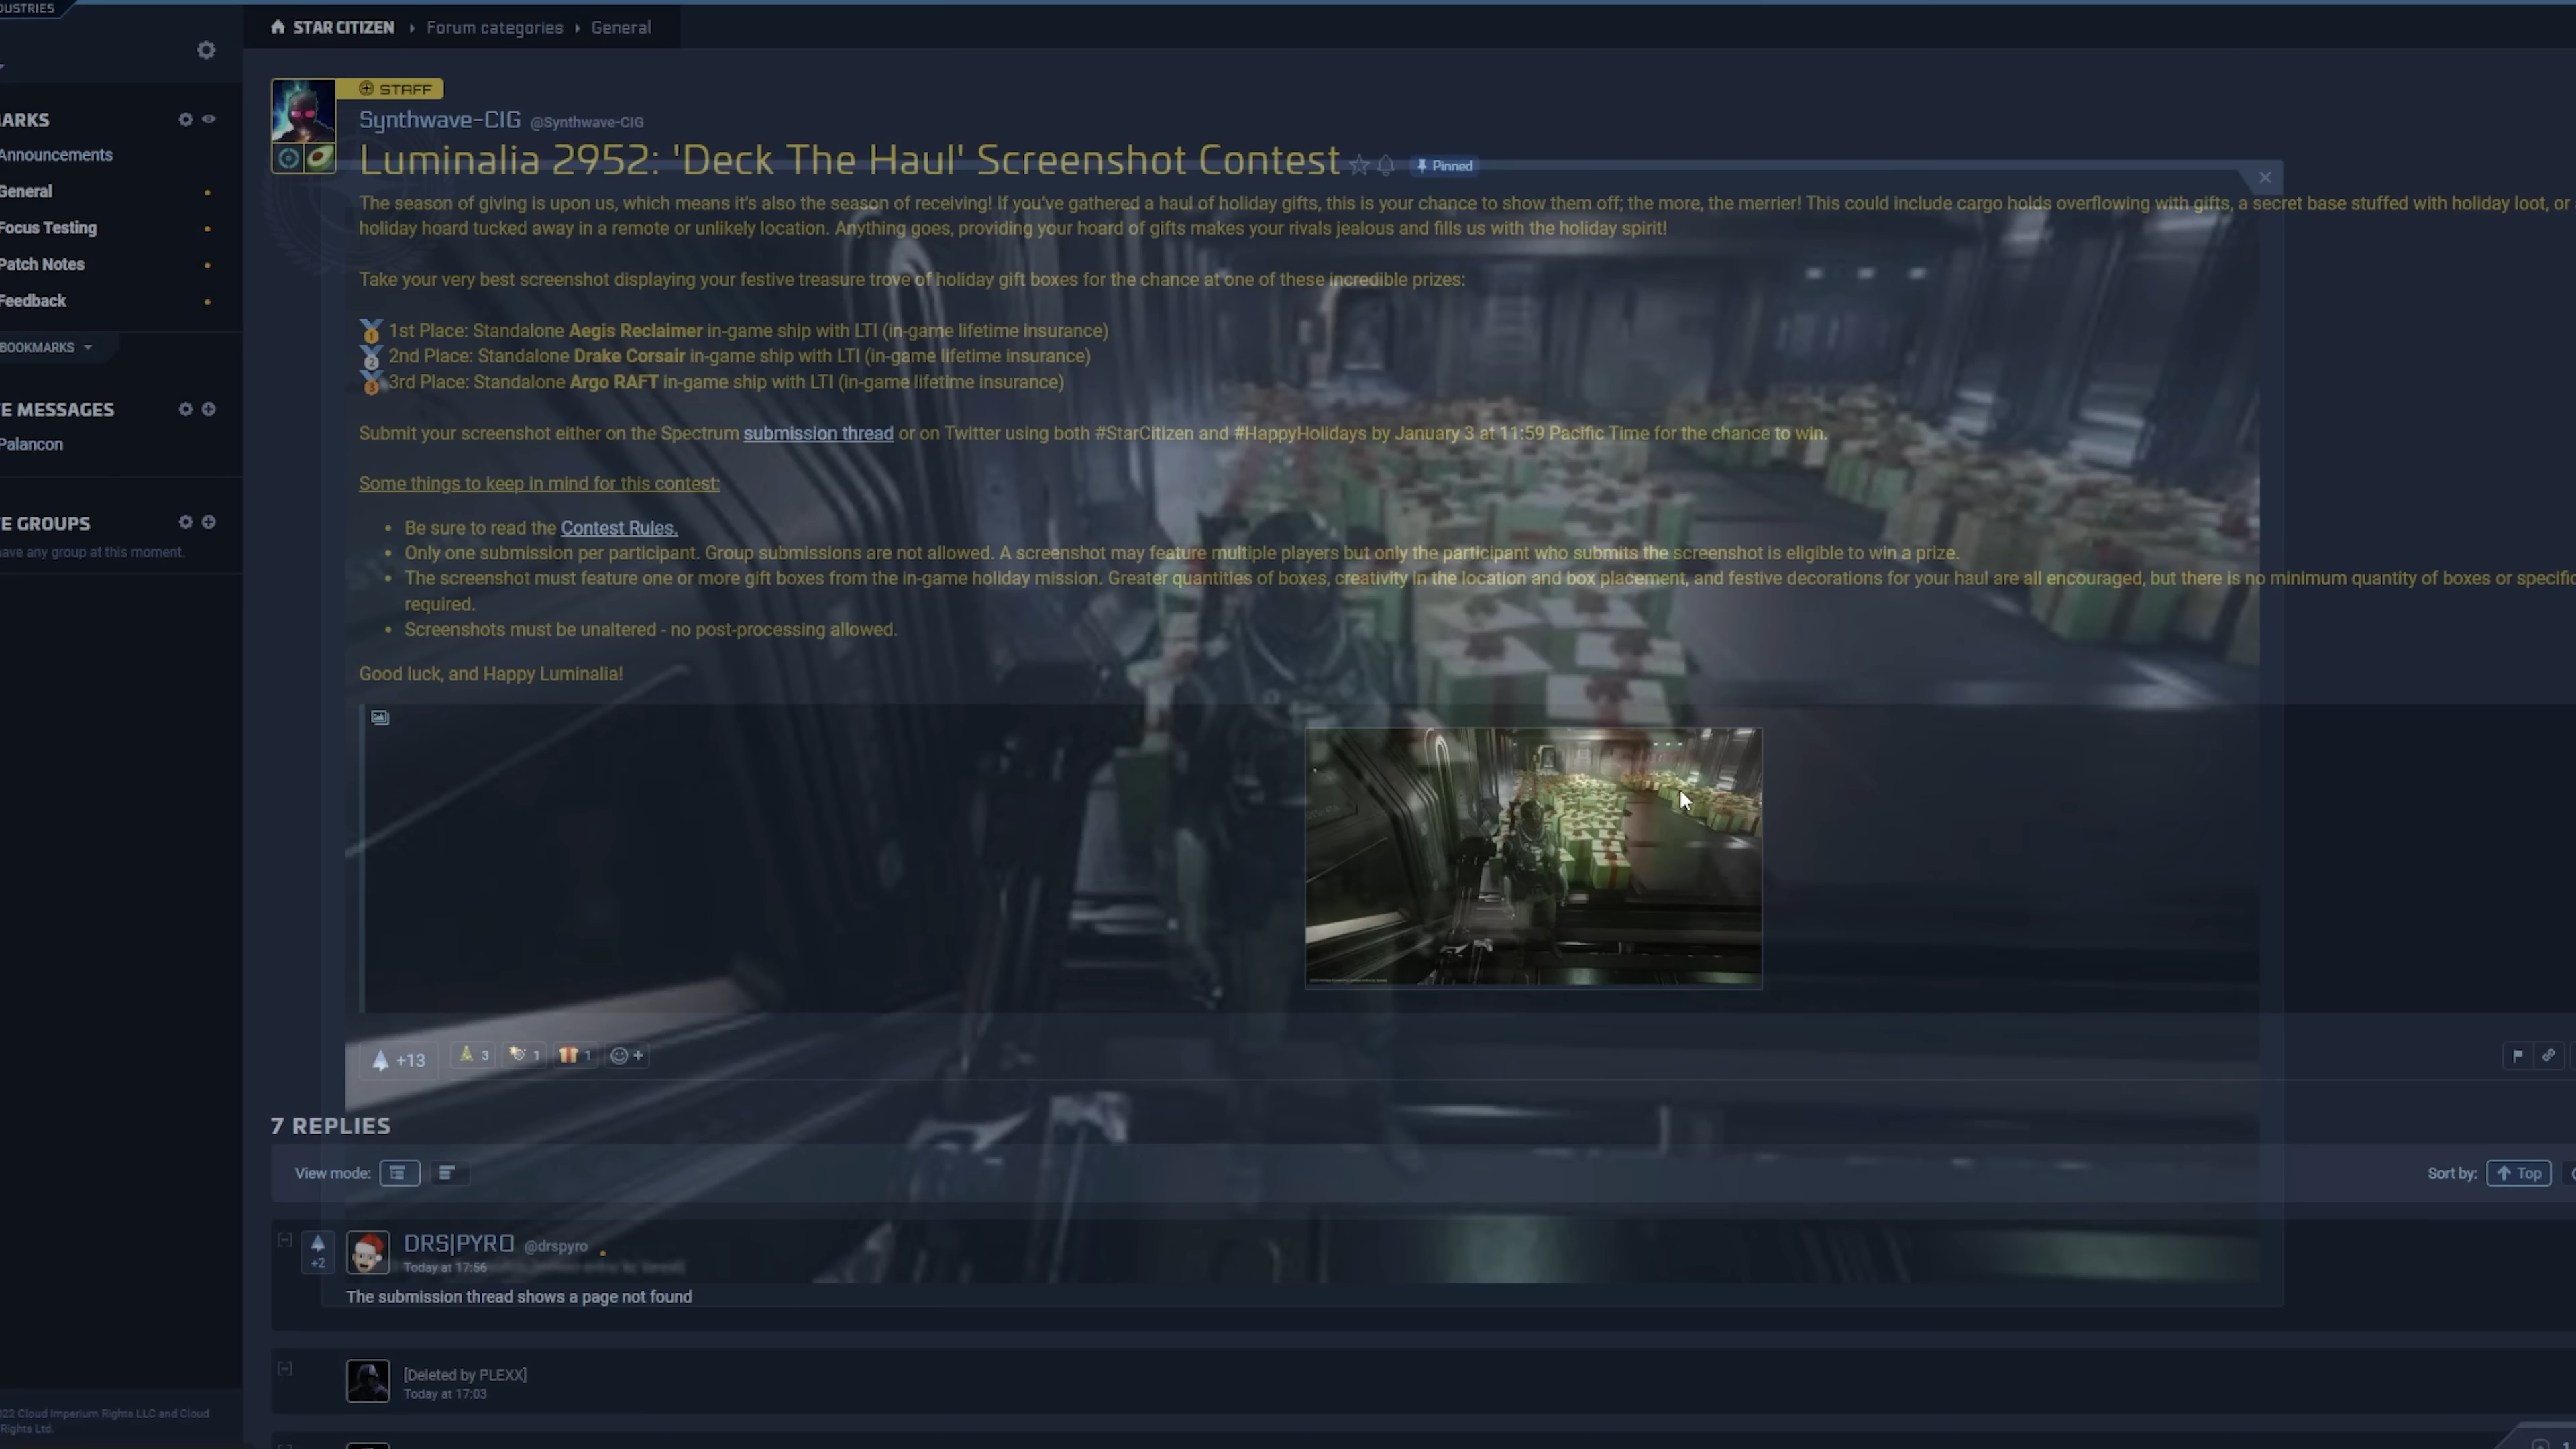 DUSTRIES
STAR CITIZEN Forum categories General
STAFF
Synthwave-CIG @Synthwave-CIG
Luminalia 2952: 'Deck The Haul' Screenshot Contest Pinned
The season of giving is upon us, which means it's also the season of receiving! If you've gathered a haul of holiday gifts, this is your chance to show them off; the more, the merrier! This could include cargo holds overflowing with gifts, a secret base stuffed with holiday loot, or
holiday hoard tucked away in a remote or unlikely location. Anything goes, providing your hoard of gifts makes your rivals jealous and fills us with the holiday spirit!
Take your very best screenshot displaying your festive treasure trove of holiday gift boxes for the chance at one of these incredible prizes:
1st Place: Standalone Aegis Reclaimer in-game ship with LTI (in-game lifetime insurance)
2nd Place: Standalone Drake Corsair in-game ship with LTI (in-game lifetime insurance)
3rd Place: Standalone Argo RAFT in-game ship with LTI (in-game lifetime insurance)
Submit your screenshot either on the Spectrum submission thread or on Twitter using both #StarCitizen and #HappyHolidays by January 3 at 11:59 Pacific Time for the chance to win.
Some things to keep in mind for this contest:
• Be sure to read the Contest Rules.
• Only one submission per participant. Group submissions are not allowed. A screenshot may feature multiple players but only the participant who submits the screenshot is eligible to win a prize.
• The screenshot must feature one or more gift boxes from the in-game holiday mission. Greater quantities of boxes, creativity in the location and box placement, and festive decorations for your haul are all encouraged, but there is no minimum quantity of boxes or specific
required.
• Screenshots must be unaltered - no post-processing allowed.
Good luck, and Happy Luminalia!
+13 3 1 1 +
7 REPLIES
View mode: Sort by: Top
DRS|PYRO @drspyro
+2
Today at 17:56
The submission thread shows a page not found
[-] [Deleted by PLEXX]
Today at 17:03
ARKS
Announcements
General
Focus Testing
Patch Notes
Feedback
BOOKMARKS
E MESSAGES
Palancon
E GROUPS
have any group at this moment.
22 Cloud Imperium Rights LLC and Cloud
Rights Ltd.